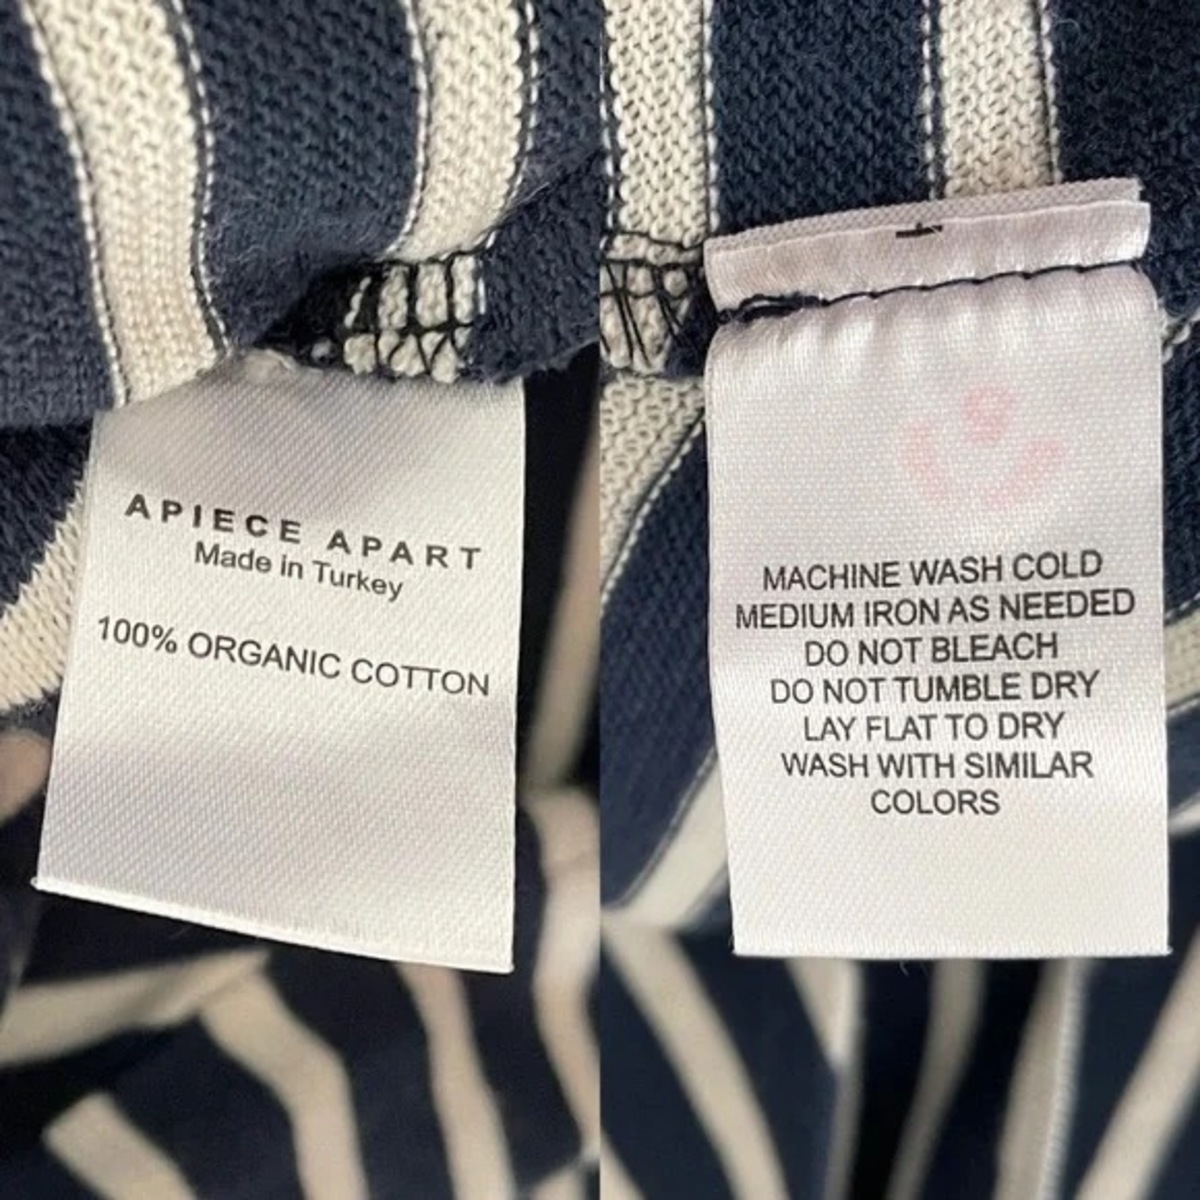 APIECE APART
Made in Turkey
100% ORGANIC COTTON
MACHINE WASH COLD
MEDIUM IRON AS NEEDED
DO NOT BLEACH
DO NOT TUMBLE DRY
LAY FLAT TO DRY
WASH WITH SIMILAR
COLORS